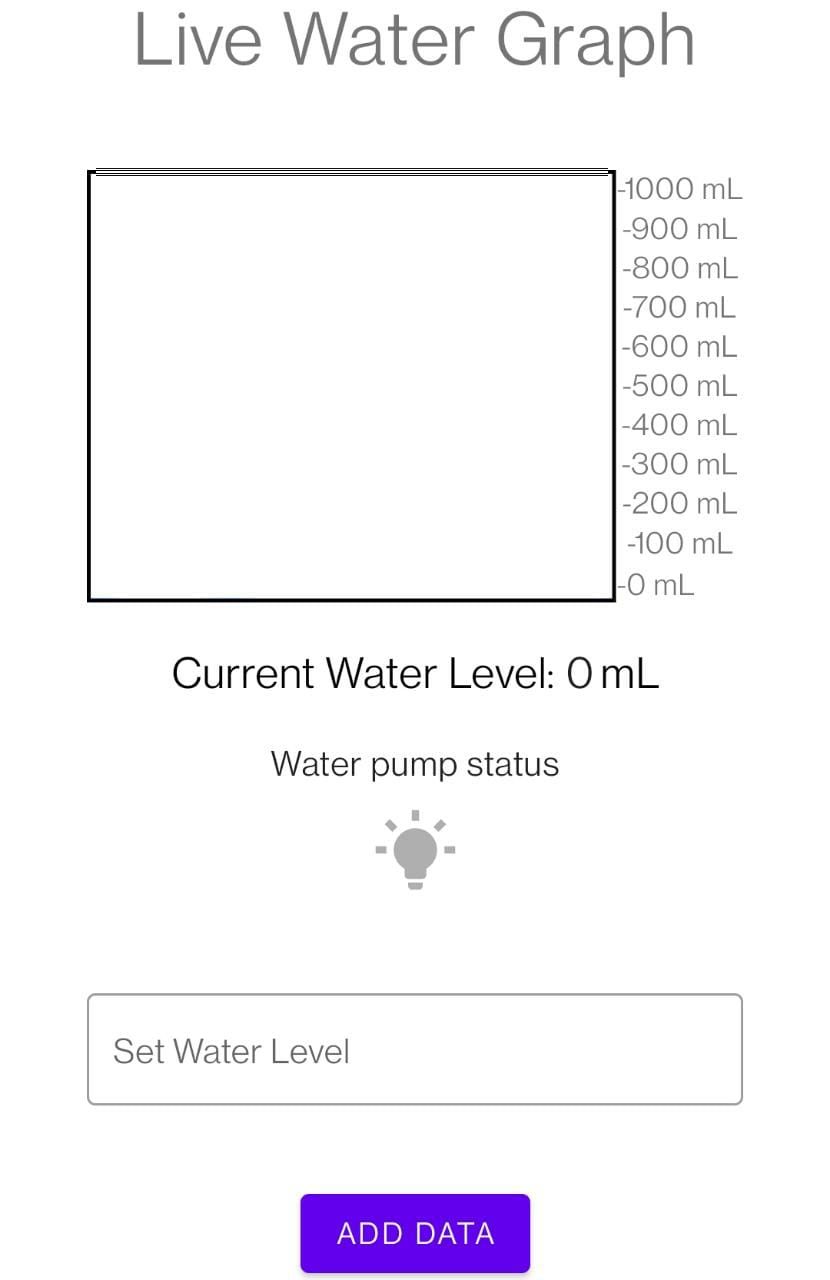 Live Water Graph
-1000 mL
-900 mL
-800 mL
-700 mL
-600 mL
-500 mL
-400 mL
-300 mL
-200 mL
-100 mL
-0 mL
Current Water Level: 0 mL
Water pump status
Set Water Level
ADD DATA